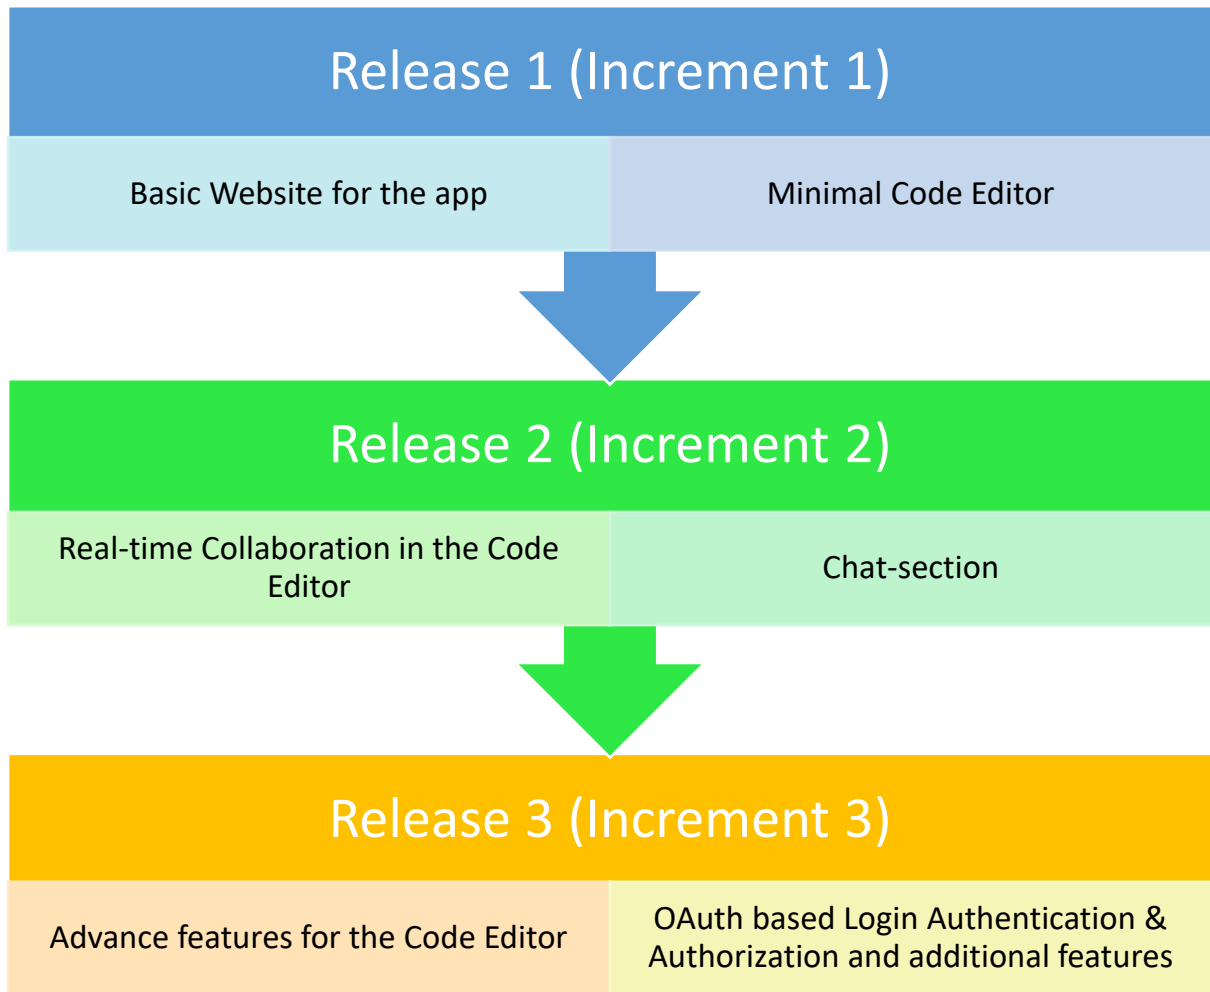 Release 1 (Increment 1)
Basic Website for the app
Minimal Code Editor
Release 2 (Increment 2)
Real-time Collaboration in the Code
Editor
Chat-section
Release 3 (Increment 3)
Advance features for the Code Editor
OAuth based Login Authentication &
Authorization and additional features